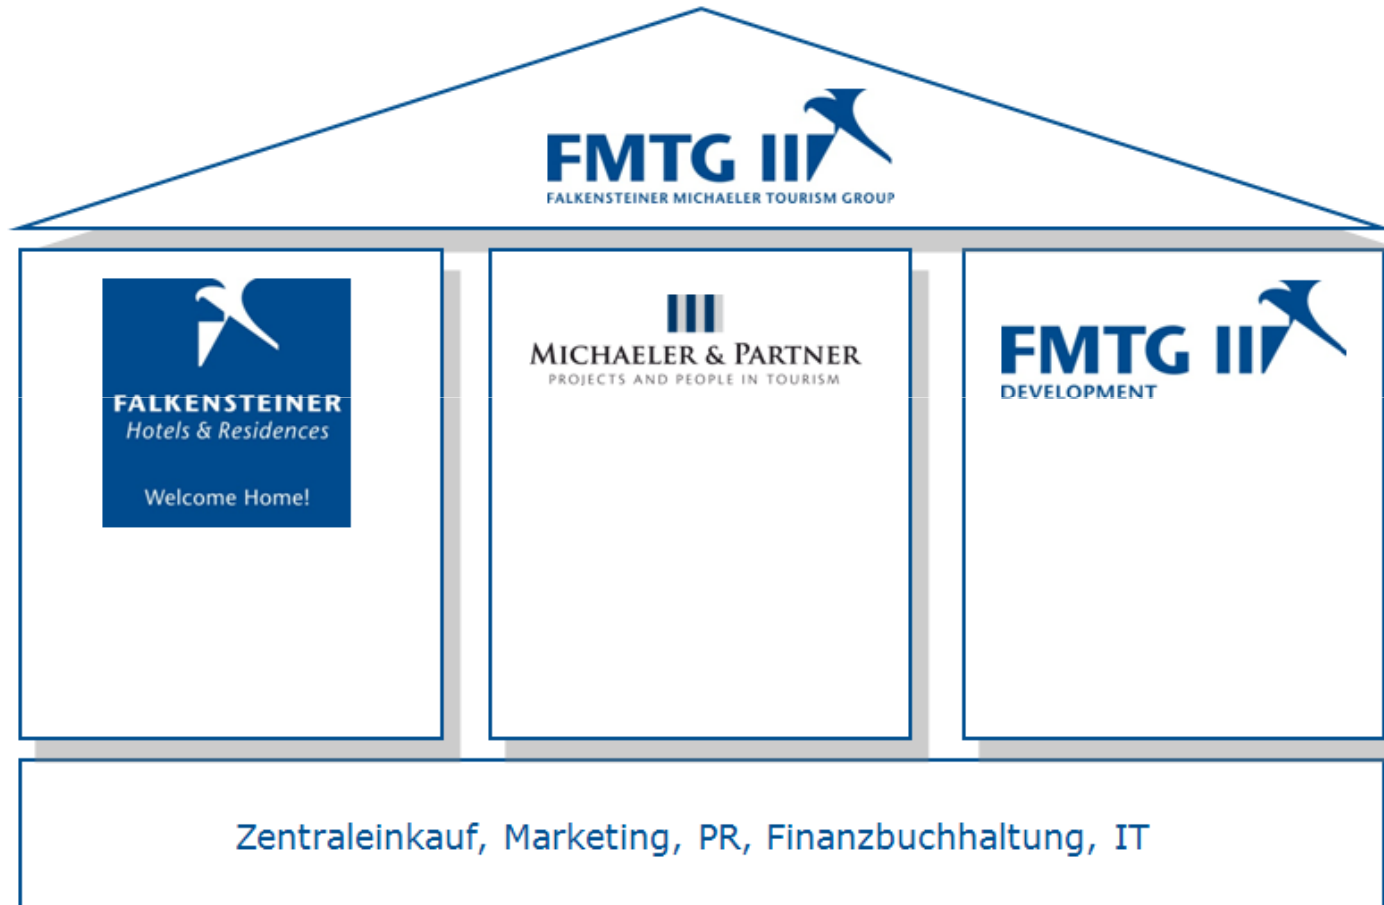 FMTG
FALKENSTEINER MICHAELER TOURISM GROUP
FALKENSTEINER
Hotels & Residences
Welcome Home!
MICHAELER & PARTNER
PROJECTS AND PEOPLE IN TOURISM
FMTG
DEVELOPMENT
Zentraleinkauf, Marketing, PR, Finanzbuchhaltung, IT